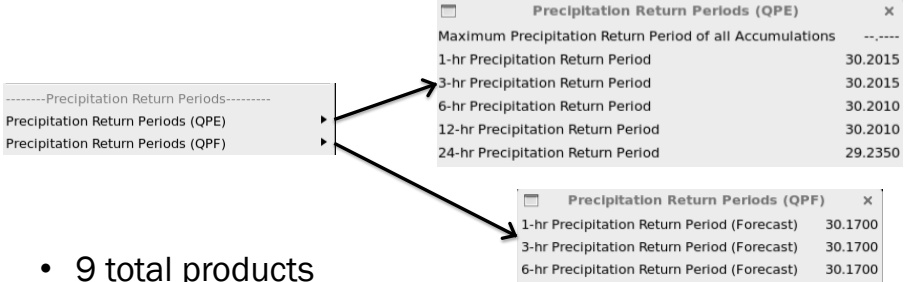 --------Precipitation Return Periods---------
Precipitation Return Periods (QPE)
Precipitation Return Periods (QPF)
Precipitation Return Periods (QPE)
Maximum Precipitation Return Period of all Accumulations --.----
1-hr Precipitation Return Period 30.2015
3-hr Precipitation Return Period 30.2015
6-hr Precipitation Return Period 30.2010
12-hr Precipitation Return Period 30.2010
24-hr Precipitation Return Period 29.2350
Precipitation Return Periods (QPF)
1-hr Precipitation Return Period (Forecast) 30.1700
3-hr Precipitation Return Period (Forecast) 30.1700
6-hr Precipitation Return Period (Forecast) 30.1700
• 9 total products